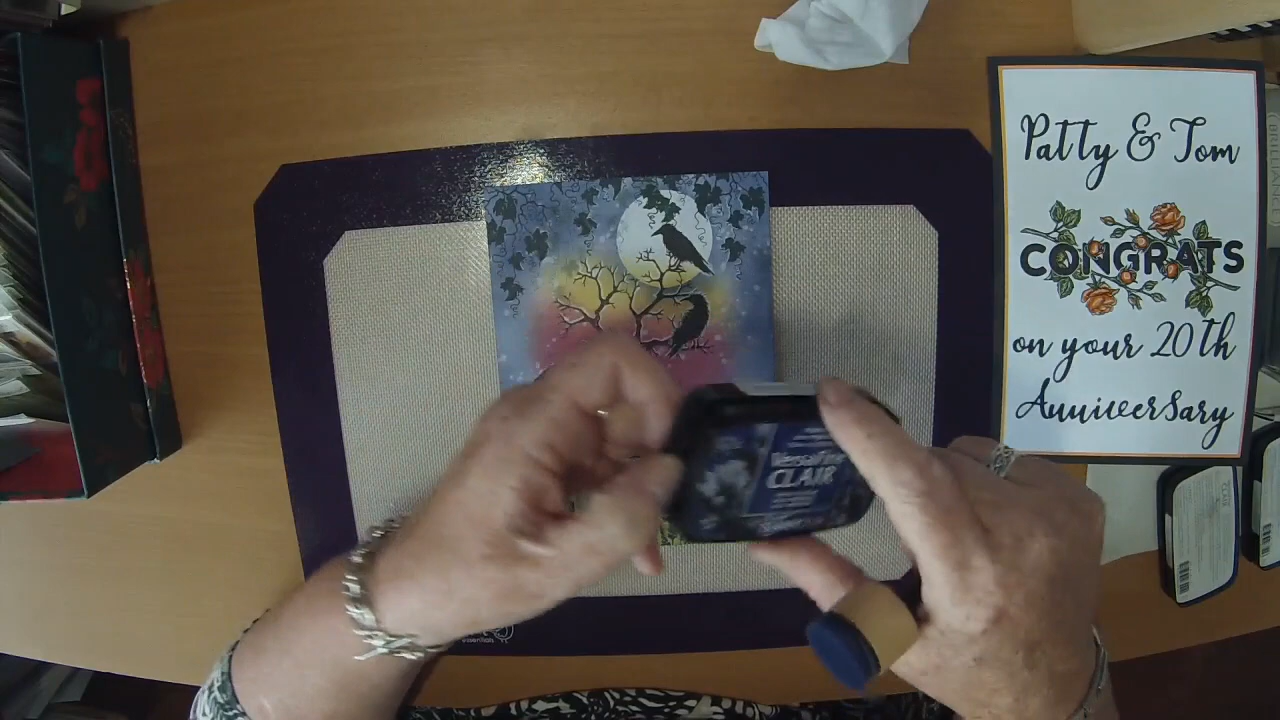 Patty & Tom
CONGRATS
on your 20th
Anniversary
VersaFine
CLAIR